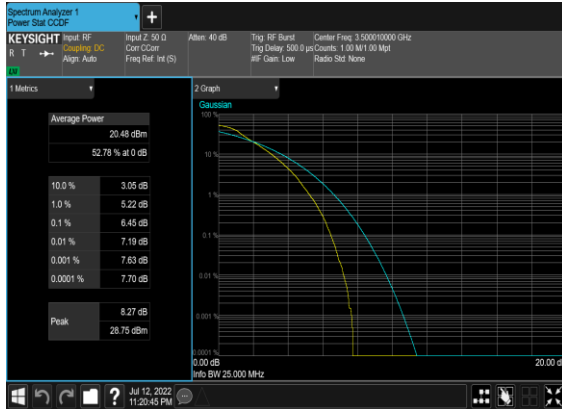 Spectrum Analyzer 1
Power Stat CCDF
+
KEYSIGHT
R T
LU
Input: RF
Coupling: DC
Align: Auto
Input Z: 50 Ω
Corr CCorr
Freq Ref: Int (S)
Atten: 40 dB
Trig: RF Burst
Trig Delay: 500.0 µs
#IF Gain: Low
Center Freq: 3.500010000 GHz
Counts: 1.00 M/1.00 Mpt
Radio Std: None
1 Metrics
Average Power
20.48 dBm
52.78 % at 0 dB
10.0 % 3.05 dB
1.0 % 5.22 dB
0.1 % 6.45 dB
0.01 % 7.19 dB
0.001 % 7.63 dB
0.0001 % 7.70 dB
Peak
8.27 dB
28.75 dBm
2 Graph
Gaussian
100 %
10 %
1 %
0.1 %
0.01 %
0.001 %
0.0001 %
0.00 dB
20.00 d
Info BW 25.000 MHz
?
Jul 12, 2022
11:20:45 PM